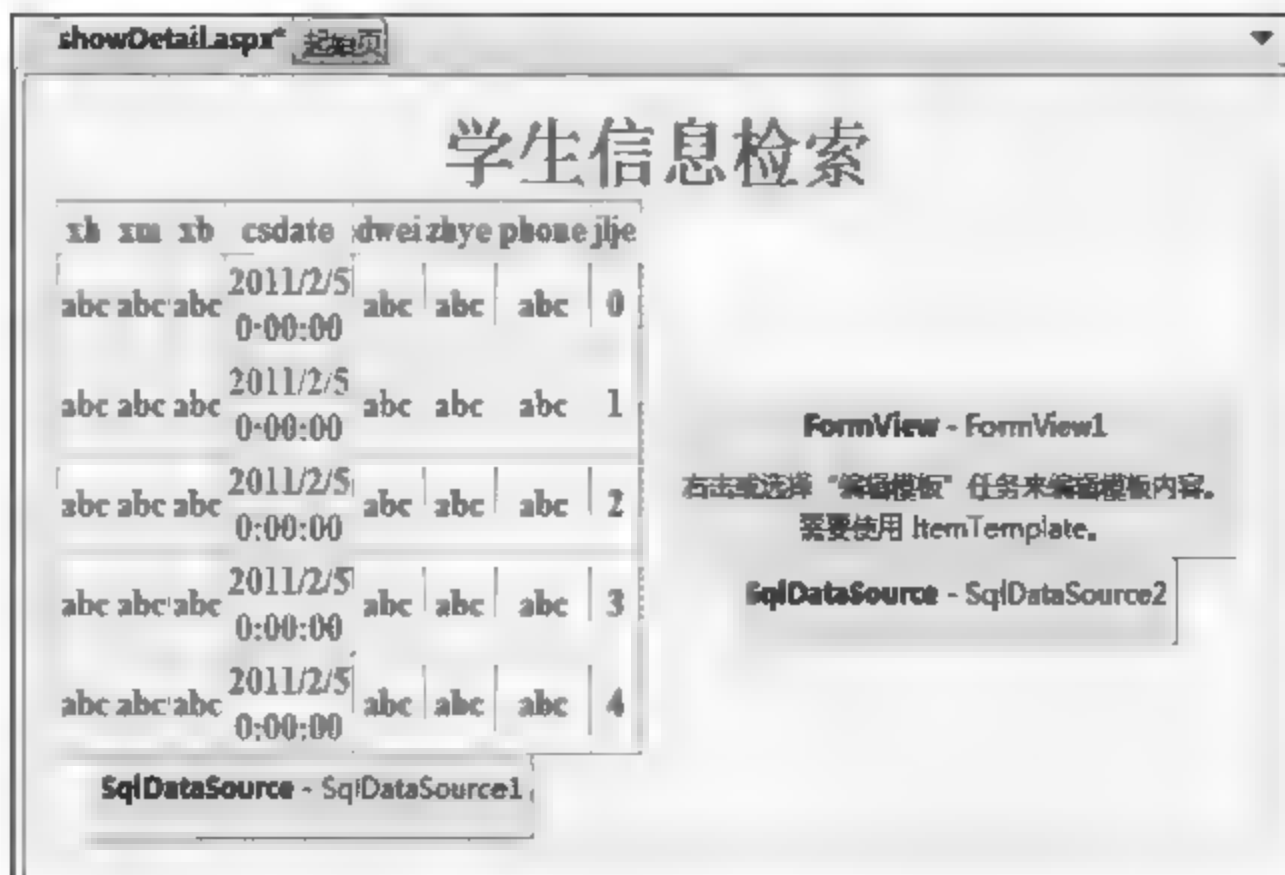 showDetail.aspx* 起始页
学生信息检索
xh xm xb csdate dwei zhye phone jlje
abc abc abc 2011/2/5 0:00:00 abc abc abc 0
abc abc abc 2011/2/5 0:00:00 abc abc abc 1
abc abc abc 2011/2/5 0:00:00 abc abc abc 2
abc abc abc 2011/2/5 0:00:00 abc abc abc 3
abc abc abc 2011/2/5 0:00:00 abc abc abc 4
SqlDataSource - SqlDataSource1
FormView - FormView1
右击或选择“编辑模板”任务来编辑模板内容。
需要使用 ItemTemplate。
SqlDataSource - SqlDataSource2